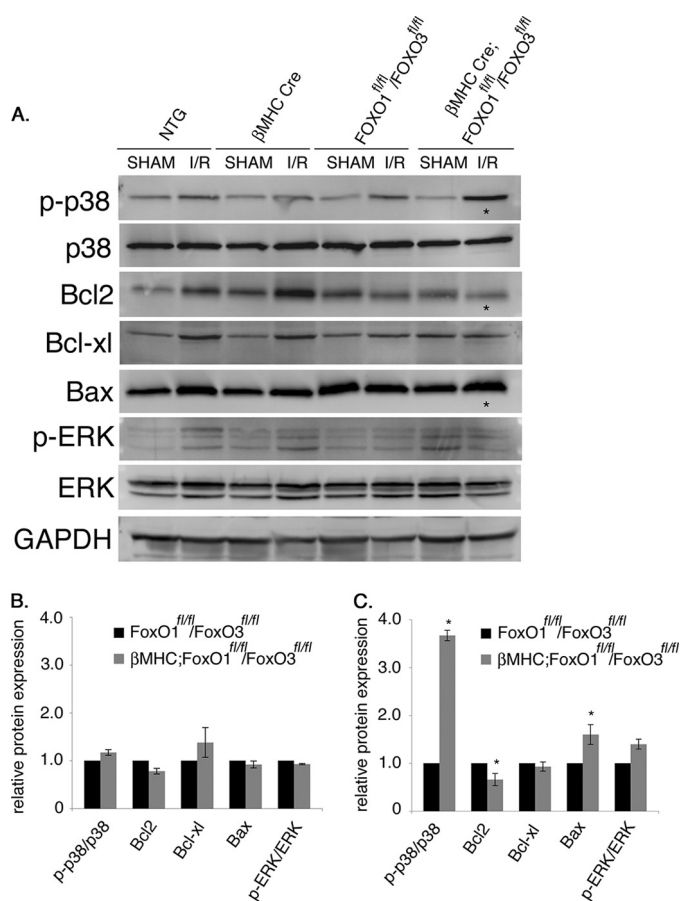 A.
NTG
βMHC Cre
FOXO1fl/fl/FOXO3fl/fl
βMHC Cre;
FOXO1fl/fl/FOXO3fl/fl
SHAM I/R SHAM I/R SHAM I/R SHAM I/R
p-p38
*
p38
Bcl2
*
Bcl-xl
Bax
*
p-ERK
ERK
GAPDH
B.
relative protein expression
4.0
3.0
2.0
1.0
0
FoxO1fl/fl/FoxO3fl/fl
βMHC;FoxO1fl/fl/FoxO3fl/fl
p-p38/p38
Bcl2
Bcl-xl
Bax
p-ERK/ERK
C.
relative protein expression
4.0
3.0
2.0
1.0
0
FoxO1fl/fl/FoxO3fl/fl
βMHC;FoxO1fl/fl/FoxO3fl/fl
*
*
*
p-p38/p38
Bcl2
Bcl-xl
Bax
p-ERK/ERK